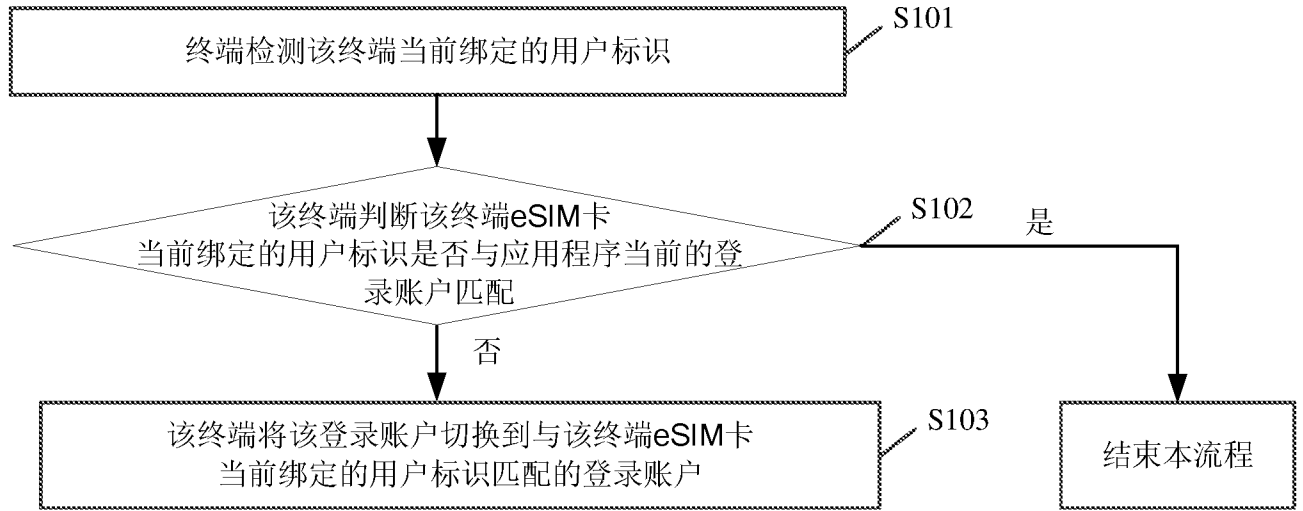 S101
终端检测该终端当前绑定的用户标识
S102
该终端判断该终端eSIM卡
当前绑定的用户标识是否与应用程序当前的登
录账户匹配
是
否
S103
该终端将该登录账户切换到与该终端eSIM卡
当前绑定的用户标识匹配的登录账户
结束本流程